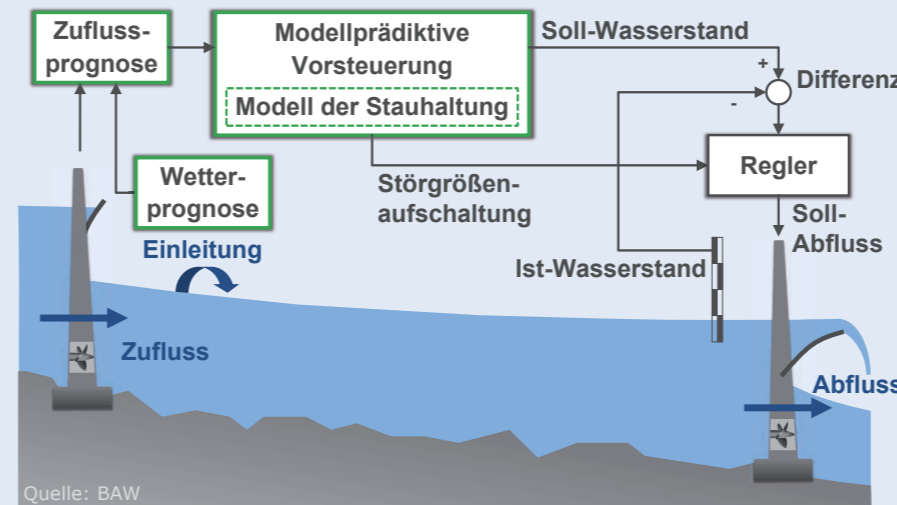 Zufluss-
prognose
Modellprädiktive
Vorsteuerung
Modell der Stauhaltung
Soll-Wasserstand
+
-
Differenz
Regler
Wetter-
prognose
Störgrößen-
aufschaltung
Soll-
Abfluss
Einleitung
Ist-Wasserstand
Zufluss
Abfluss
Quelle: BAW